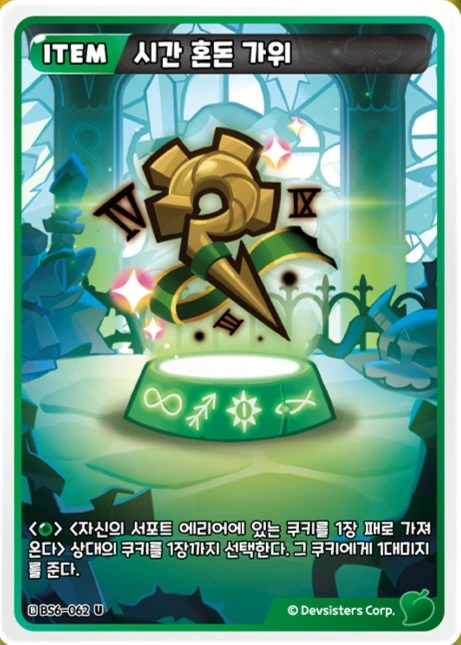 ITEM 시간 혼돈 가위
IV
IX
III
<●> <자신의 서포트 에리어에 있는 쿠키를 1장 패로 가져
온다> 상대의 쿠키를 1장까지 선택한다. 그 쿠키에게 1대미지
를 준다.
B BS6-062 U
© Devsisters Corp.